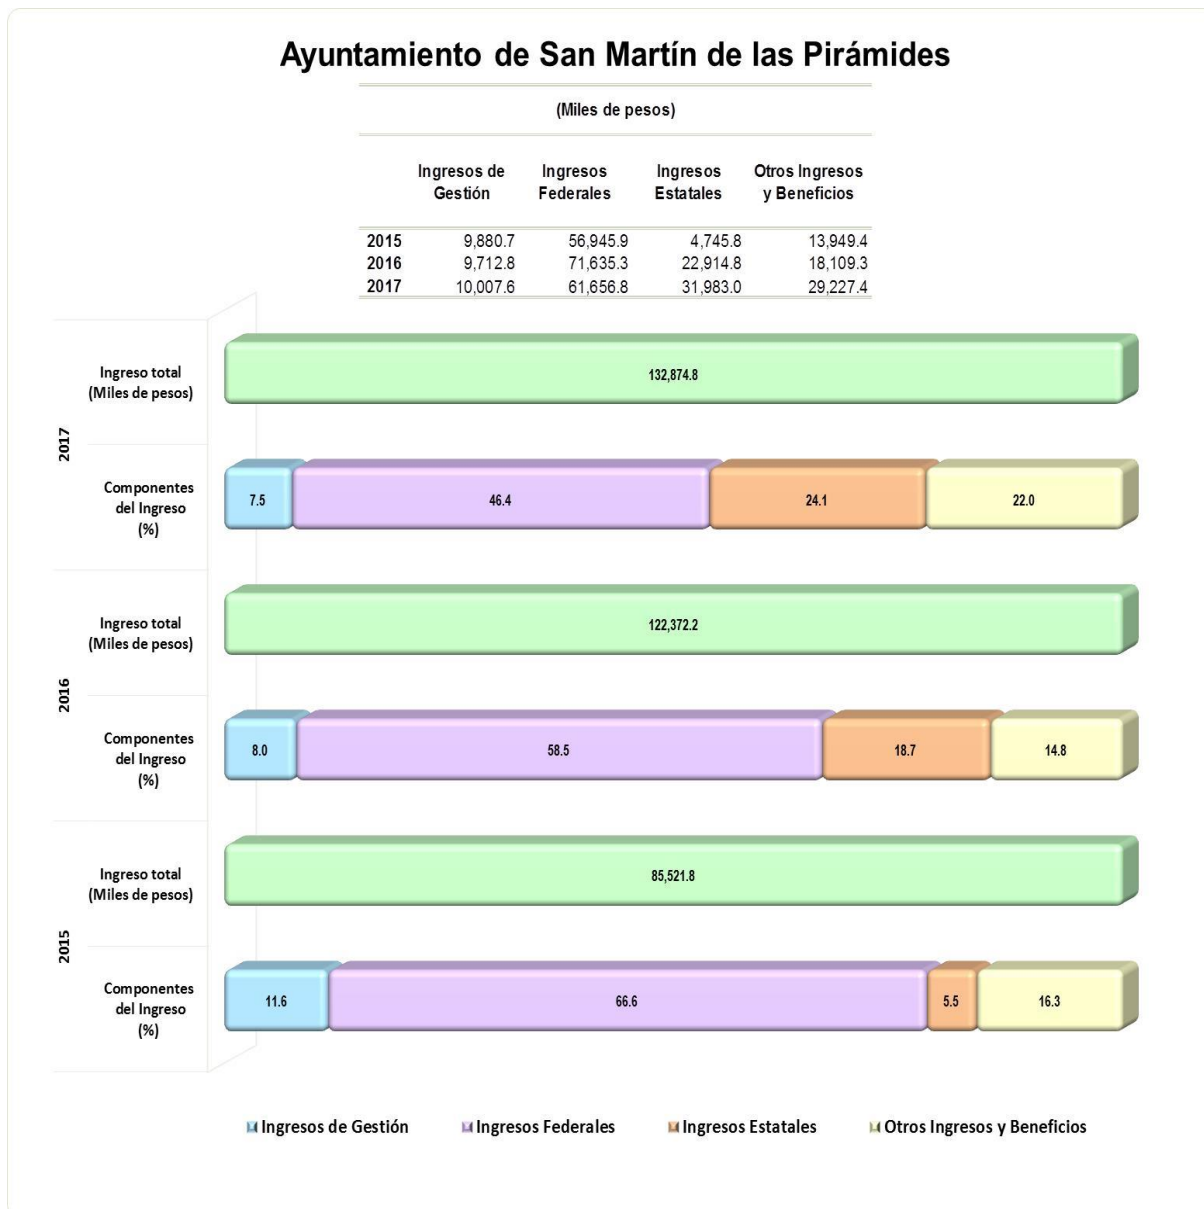 Ayuntamiento de San Martín de las Pirámides
(Miles de pesos)
Ingresos de Gestión Ingresos Federales Ingresos Estatales Otros Ingresos y Beneficios
2015 9,880.7 56,945.9 4,745.8 13,949.4
2016 9,712.8 71,635.3 22,914.8 18,109.3
2017 10,007.6 61,656.8 31,983.0 29,227.4
2017
Ingreso total
(Miles de pesos)
132,874.8
Componentes
del Ingreso
(%)
7.5 46.4 24.1 22.0
2016
Ingreso total
(Miles de pesos)
122,372.2
Componentes
del Ingreso
(%)
8.0 58.5 18.7 14.8
2015
Ingreso total
(Miles de pesos)
85,521.8
Componentes
del Ingreso
(%)
11.6 66.6 5.5 16.3
Ingresos de Gestión Ingresos Federales Ingresos Estatales Otros Ingresos y Beneficios